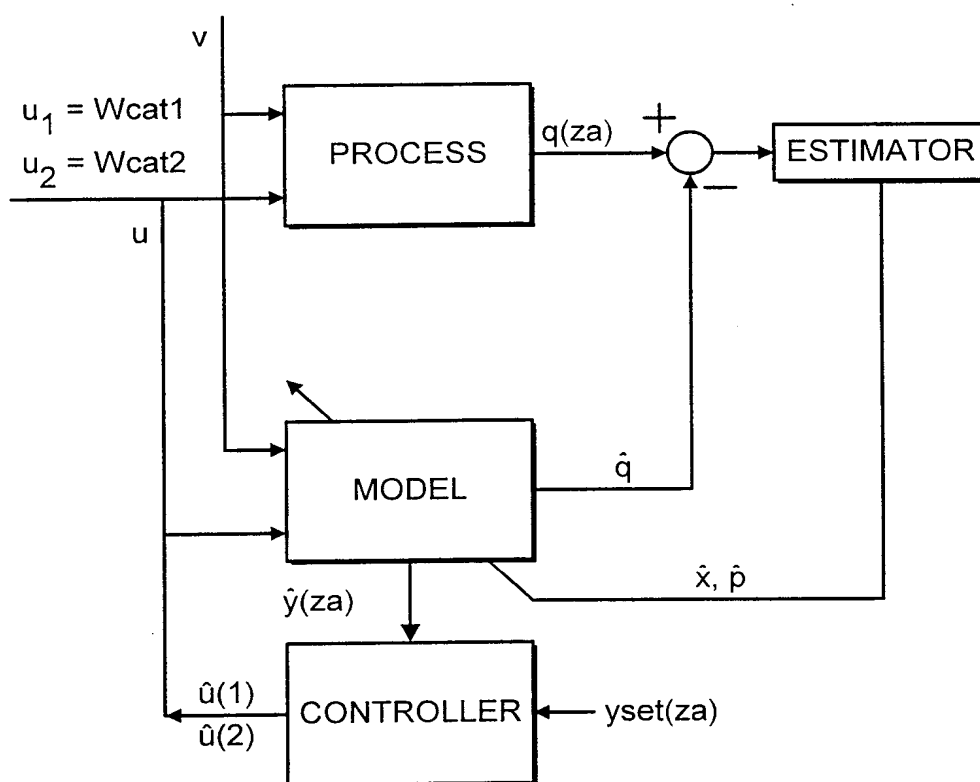 v
u₁ = Wcat1
u₂ = Wcat2
u
PROCESS
q(za)
+
−
ESTIMATOR
MODEL
q̂
x̂, p̂
ŷ(za)
CONTROLLER
û(1)
û(2)
yset(za)